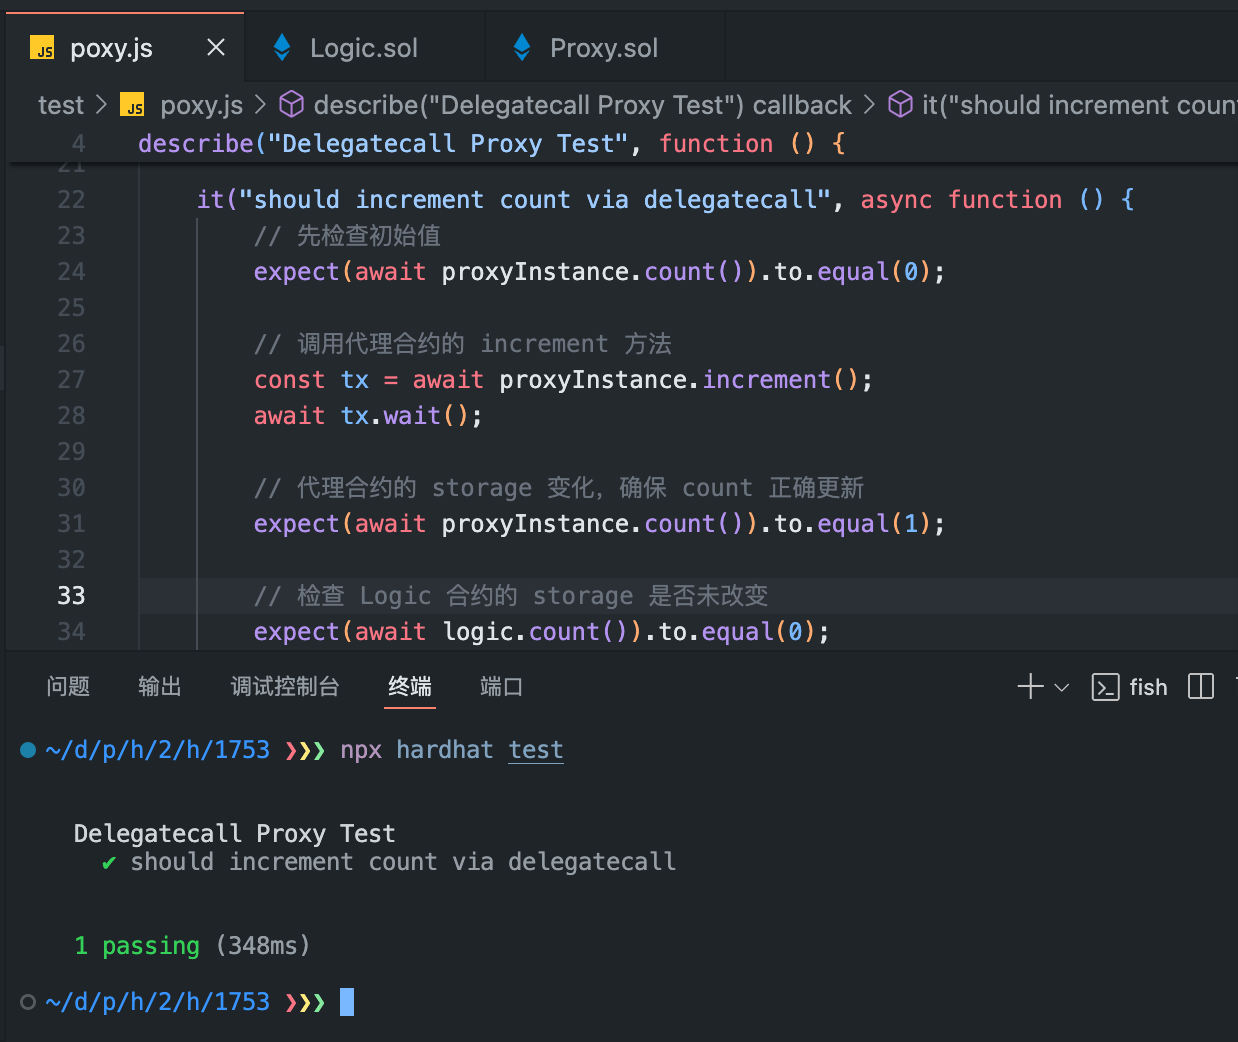 JS poxy.js Logic.sol Proxy.sol
test > JS poxy.js > describe("Delegatecall Proxy Test") callback > it("should increment coun
4 describe("Delegatecall Proxy Test", function () {
21
22 it("should increment count via delegatecall", async function () {
23 // 先检查初始值
24 expect(await proxyInstance.count()).to.equal(0);
25
26 // 调用代理合约的 increment 方法
27 const tx = await proxyInstance.increment();
28 await tx.wait();
29
30 // 代理合约的 storage 变化，确保 count 正确更新
31 expect(await proxyInstance.count()).to.equal(1);
32
33 // 检查 Logic 合约的 storage 是否未改变
34 expect(await logic.count()).to.equal(0);
问题 输出 调试控制台 终端 端口 fish
~/d/p/h/2/h/1753 ❯❯❯ npx hardhat test
Delegatecall Proxy Test
✔ should increment count via delegatecall
1 passing (348ms)
~/d/p/h/2/h/1753 ❯❯❯